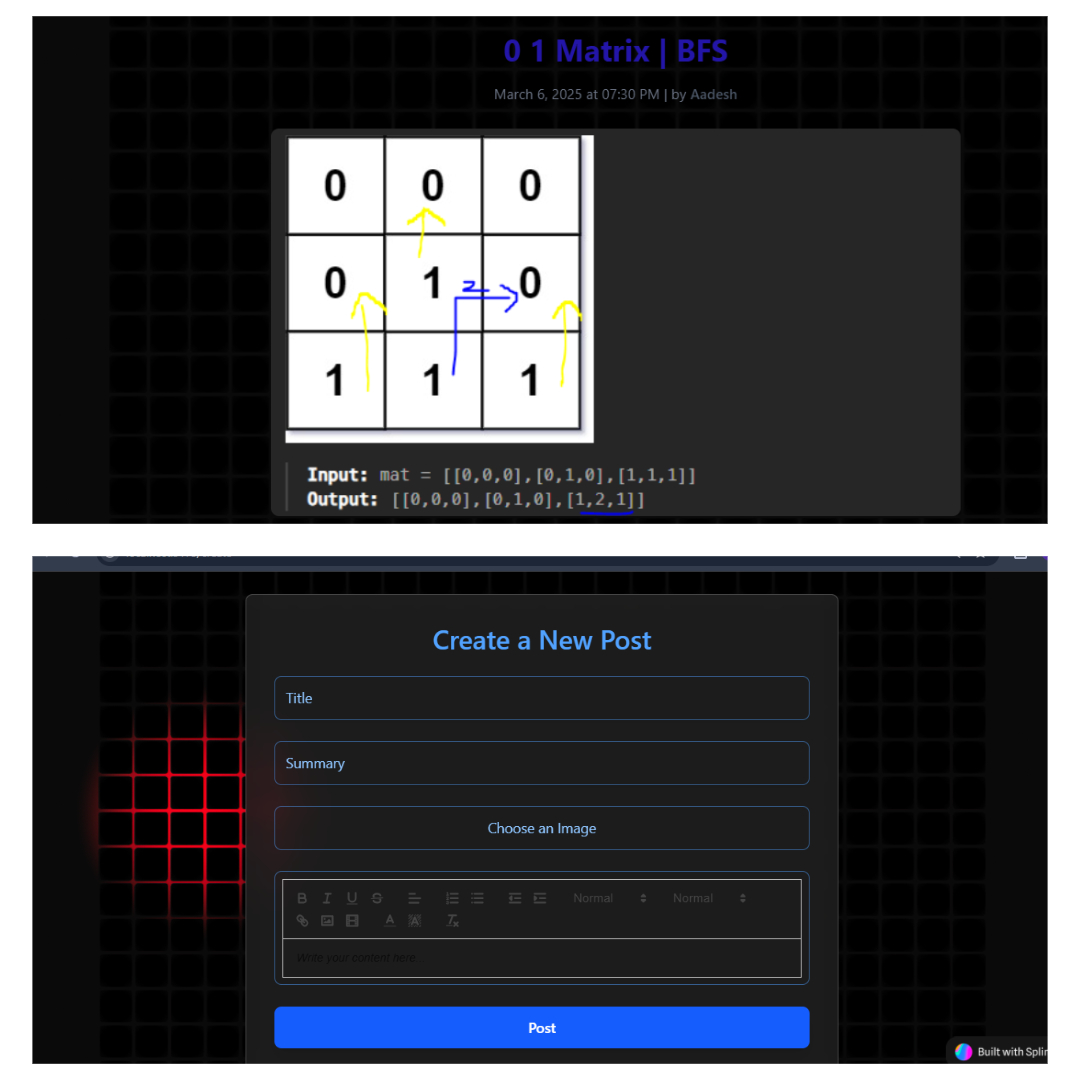 0 1 Matrix | BFS
March 6, 2025 at 07:30 PM | by Aadesh
0 0 0
0 1 2 0
1 1 1
Input: mat = [[0,0,0],[0,1,0],[1,1,1]]
Output: [[0,0,0],[0,1,0],[1,2,1]]
Create a New Post
Title
Summary
Choose an Image
B I U S Normal Normal
A A Tx
Write your content here
Post
Built with Splin